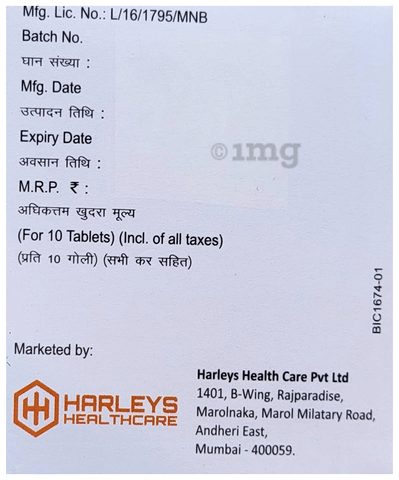 Mfg. Lic. No.: L/16/1795/MNB
Batch No.
घान संख्या :
Mfg. Date
उत्पादन तिथि :
Expiry Date
अवसान तिथि :
M.R.P. ₹ :
अधिकत्तम खुदरा मूल्य
(For 10 Tablets) (Incl. of all taxes)
(प्रति 10 गोली) (सभी कर सहित)
©1mg
BIC1674-01
Marketed by:
HARLEYS
HEALTHCARE
Harleys Health Care Pvt Ltd
1401, B-Wing, Rajparadise,
Marolnaka, Marol Milatary Road,
Andheri East,
Mumbai - 400059.